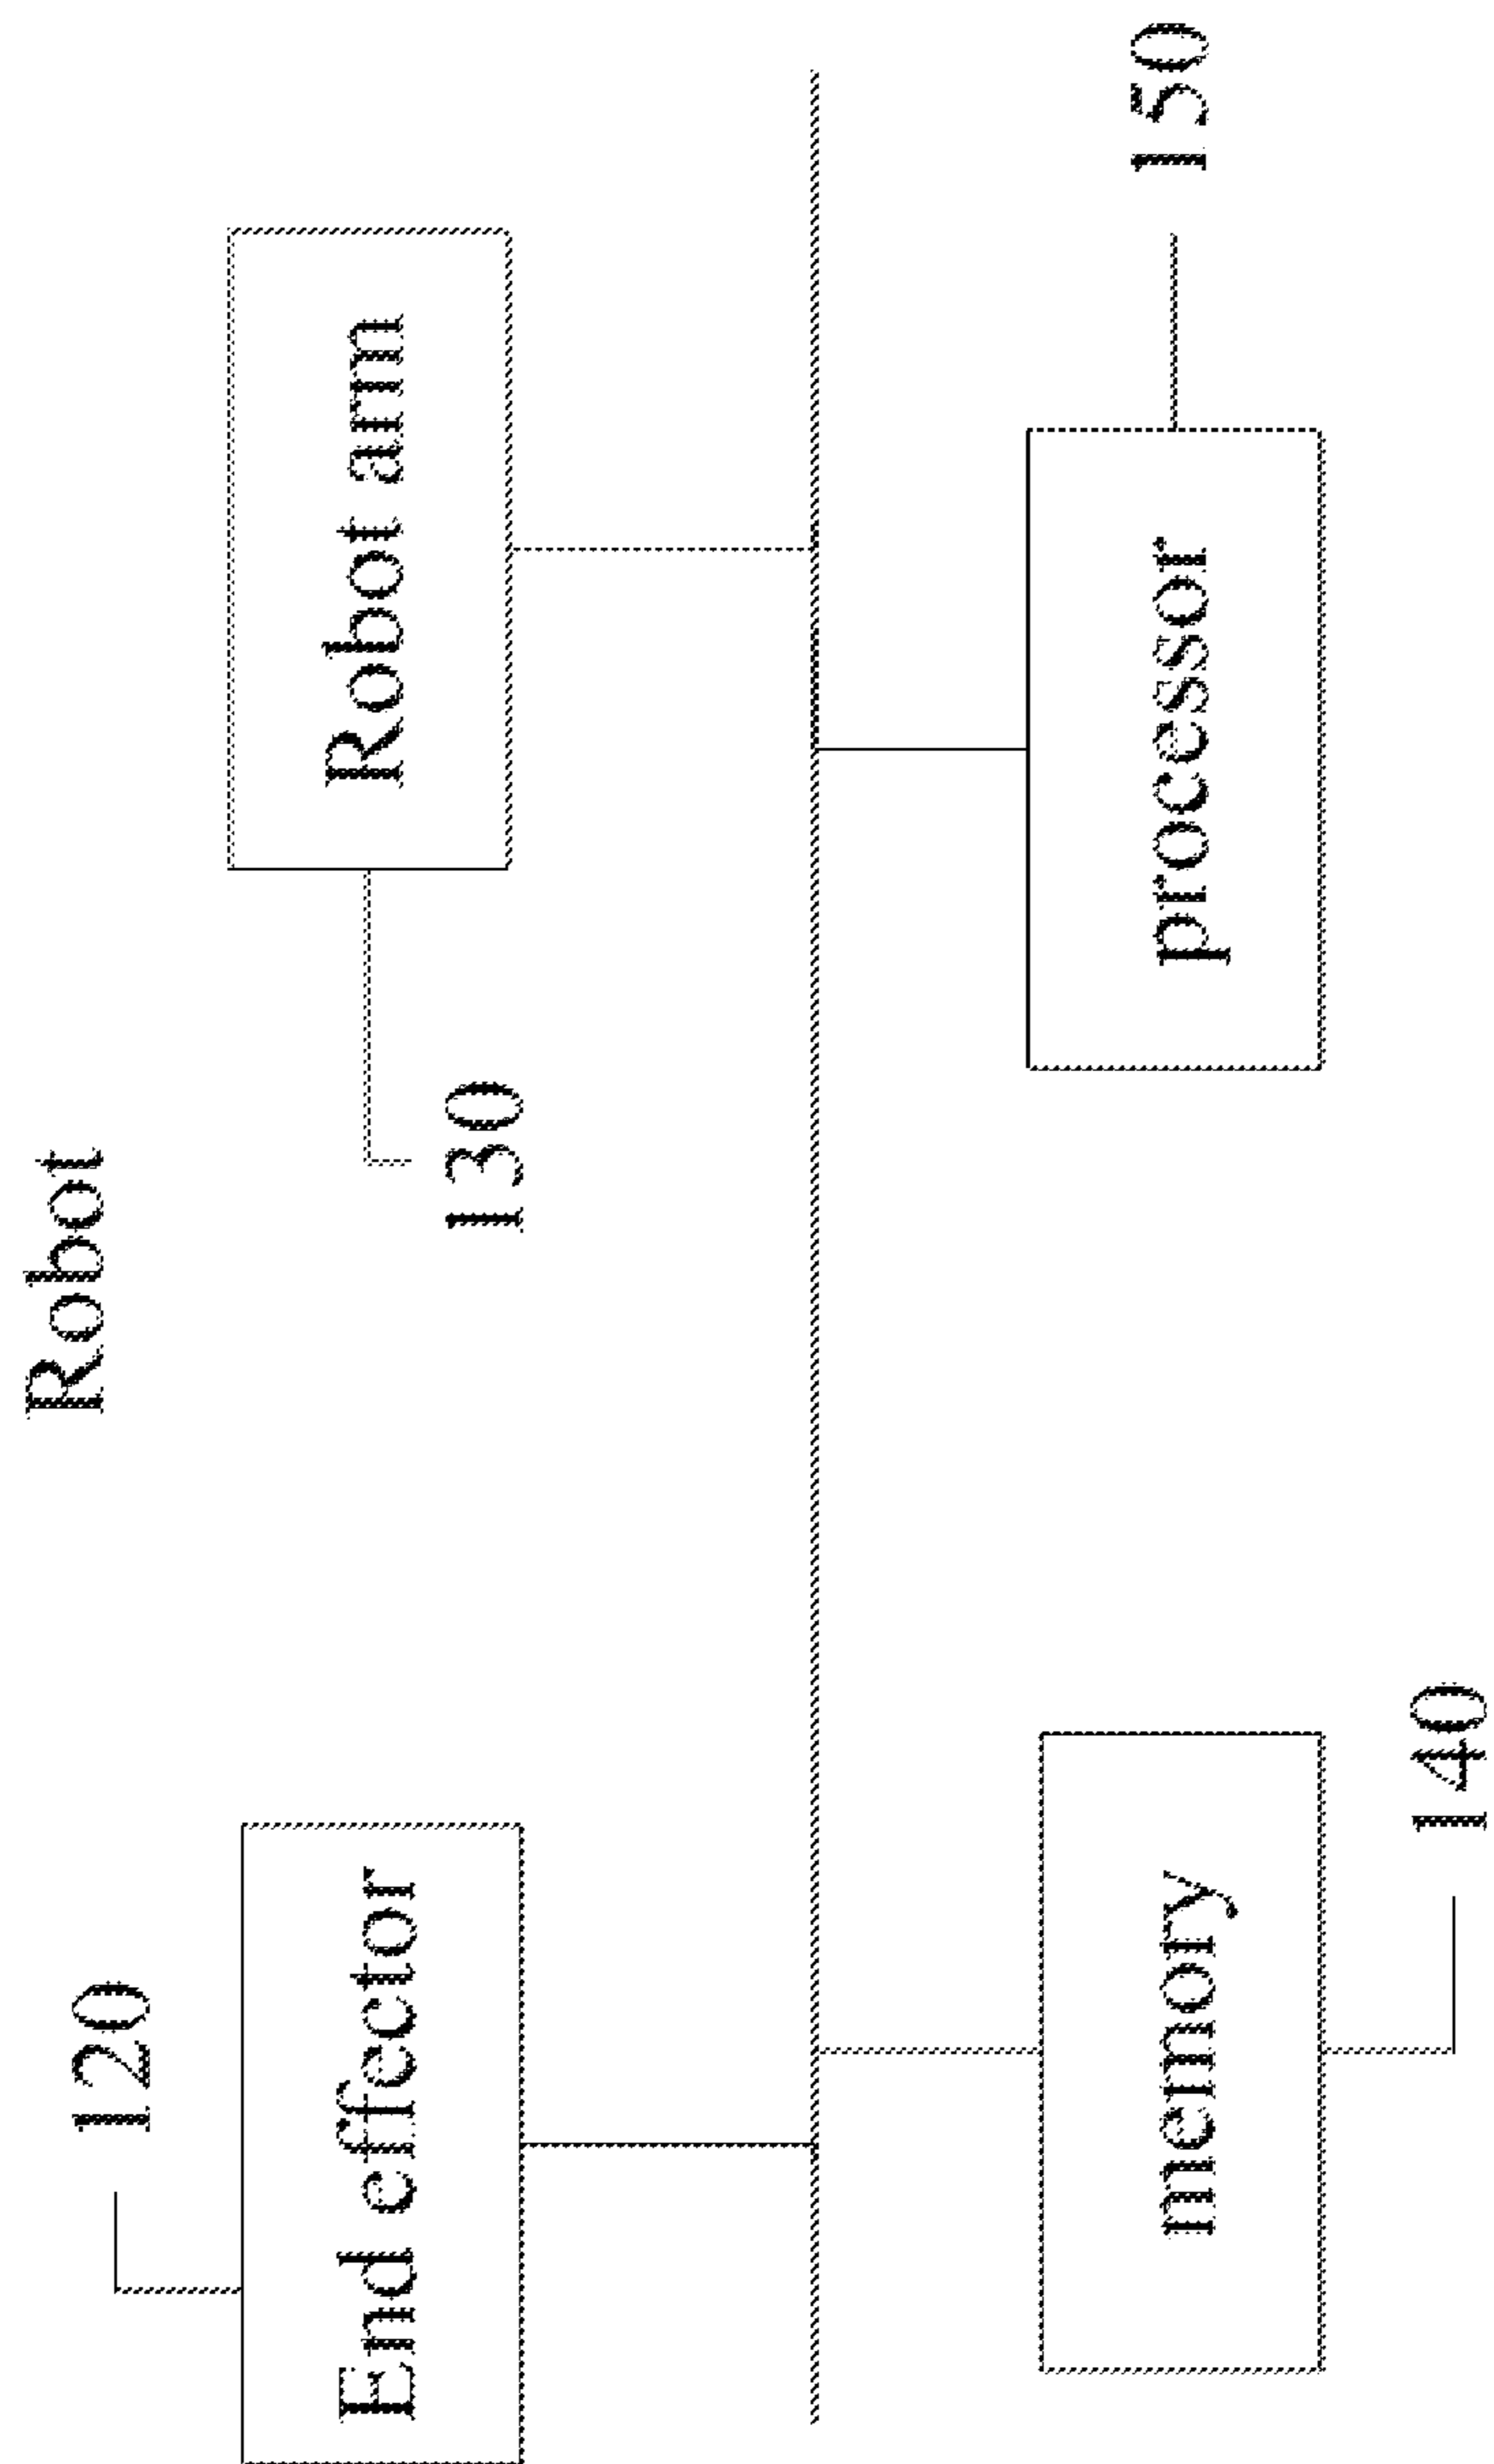 Robot
120
End effector
Robot arm
130
memory
140
processor
150